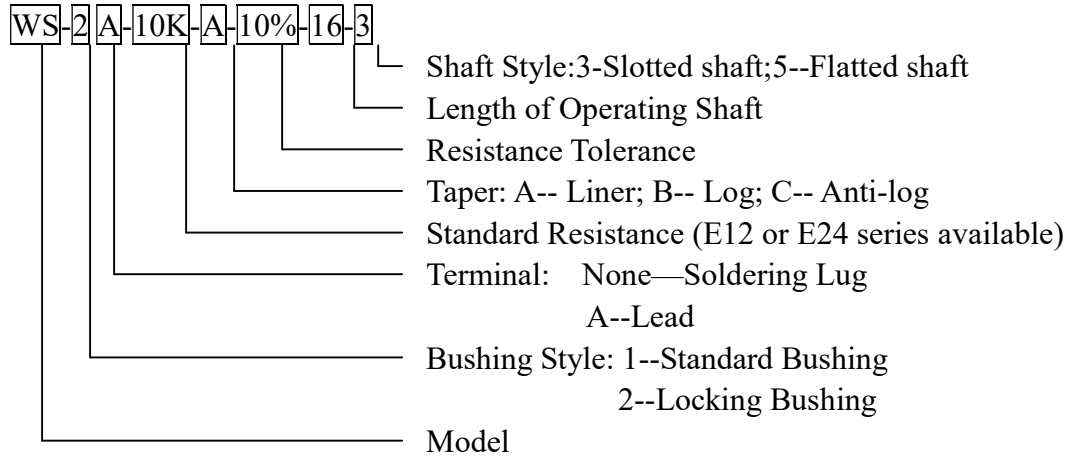 WS-2 A-10K-A-10%-16-3
Shaft Style:3-Slotted shaft;5--Flatted shaft
Length of Operating Shaft
Resistance Tolerance
Taper: A-- Liner; B-- Log; C-- Anti-log
Standard Resistance (E12 or E24 series available)
Terminal: None—Soldering Lug
A--Lead
Bushing Style: 1--Standard Bushing
2--Locking Bushing
Model